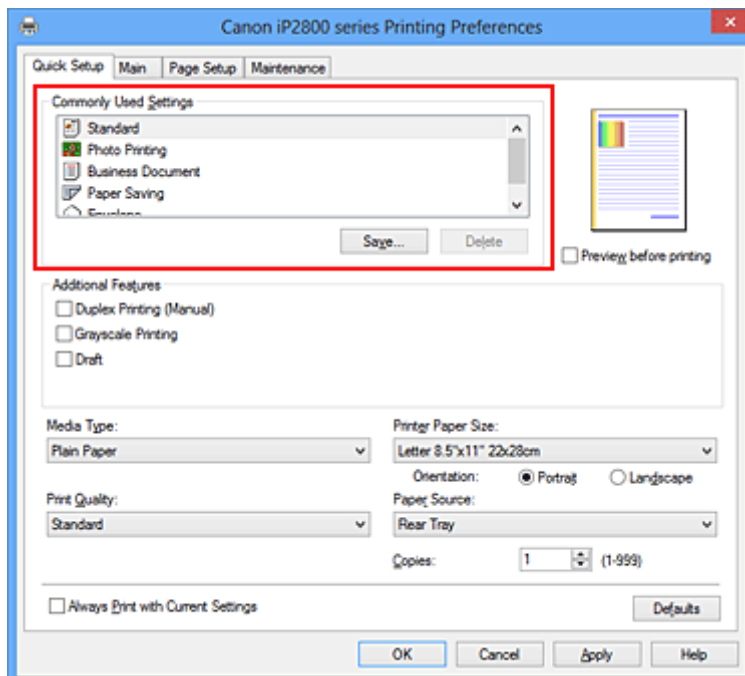 Canon iP2800 series Printing Preferences
Quick Setup Main Page Setup Maintenance
Commonly Used Settings
Standard
Photo Printing
Business Document
Paper Saving
Envelope
Save... Delete
Preview before printing
Addtional Features
Duplex Printing (Manual)
Grayscale Printing
Draft
Media Type: Printer Paper Size:
Plain Paper Letter 8.5"x11" 22x28cm
Orientation: Portrait Landscape
Print Quality: Paper Source:
Standard Rear Tray
Copies: 1 (1-999)
Always Print with Current Settings Defaults
OK Cancel Apply Help